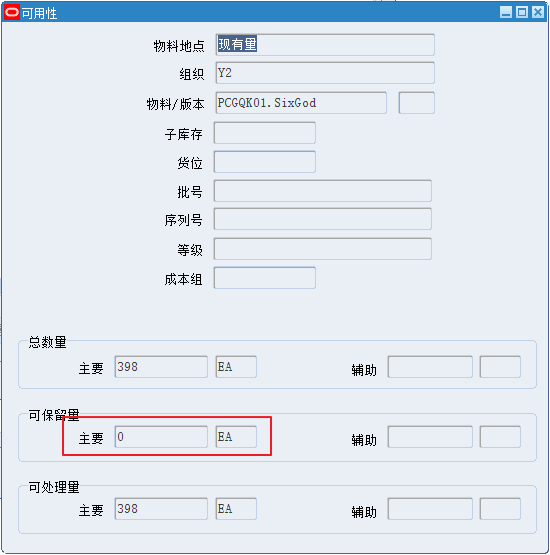 可用性
物料地点 现有量
组织 Y2
物料/版本 PCGQK01.SixGod
子库存
货位
批号
序列号
等级
成本组
总数量
主要 398 EA 辅助
可保留量
主要 0 EA 辅助
可处理量
主要 398 EA 辅助